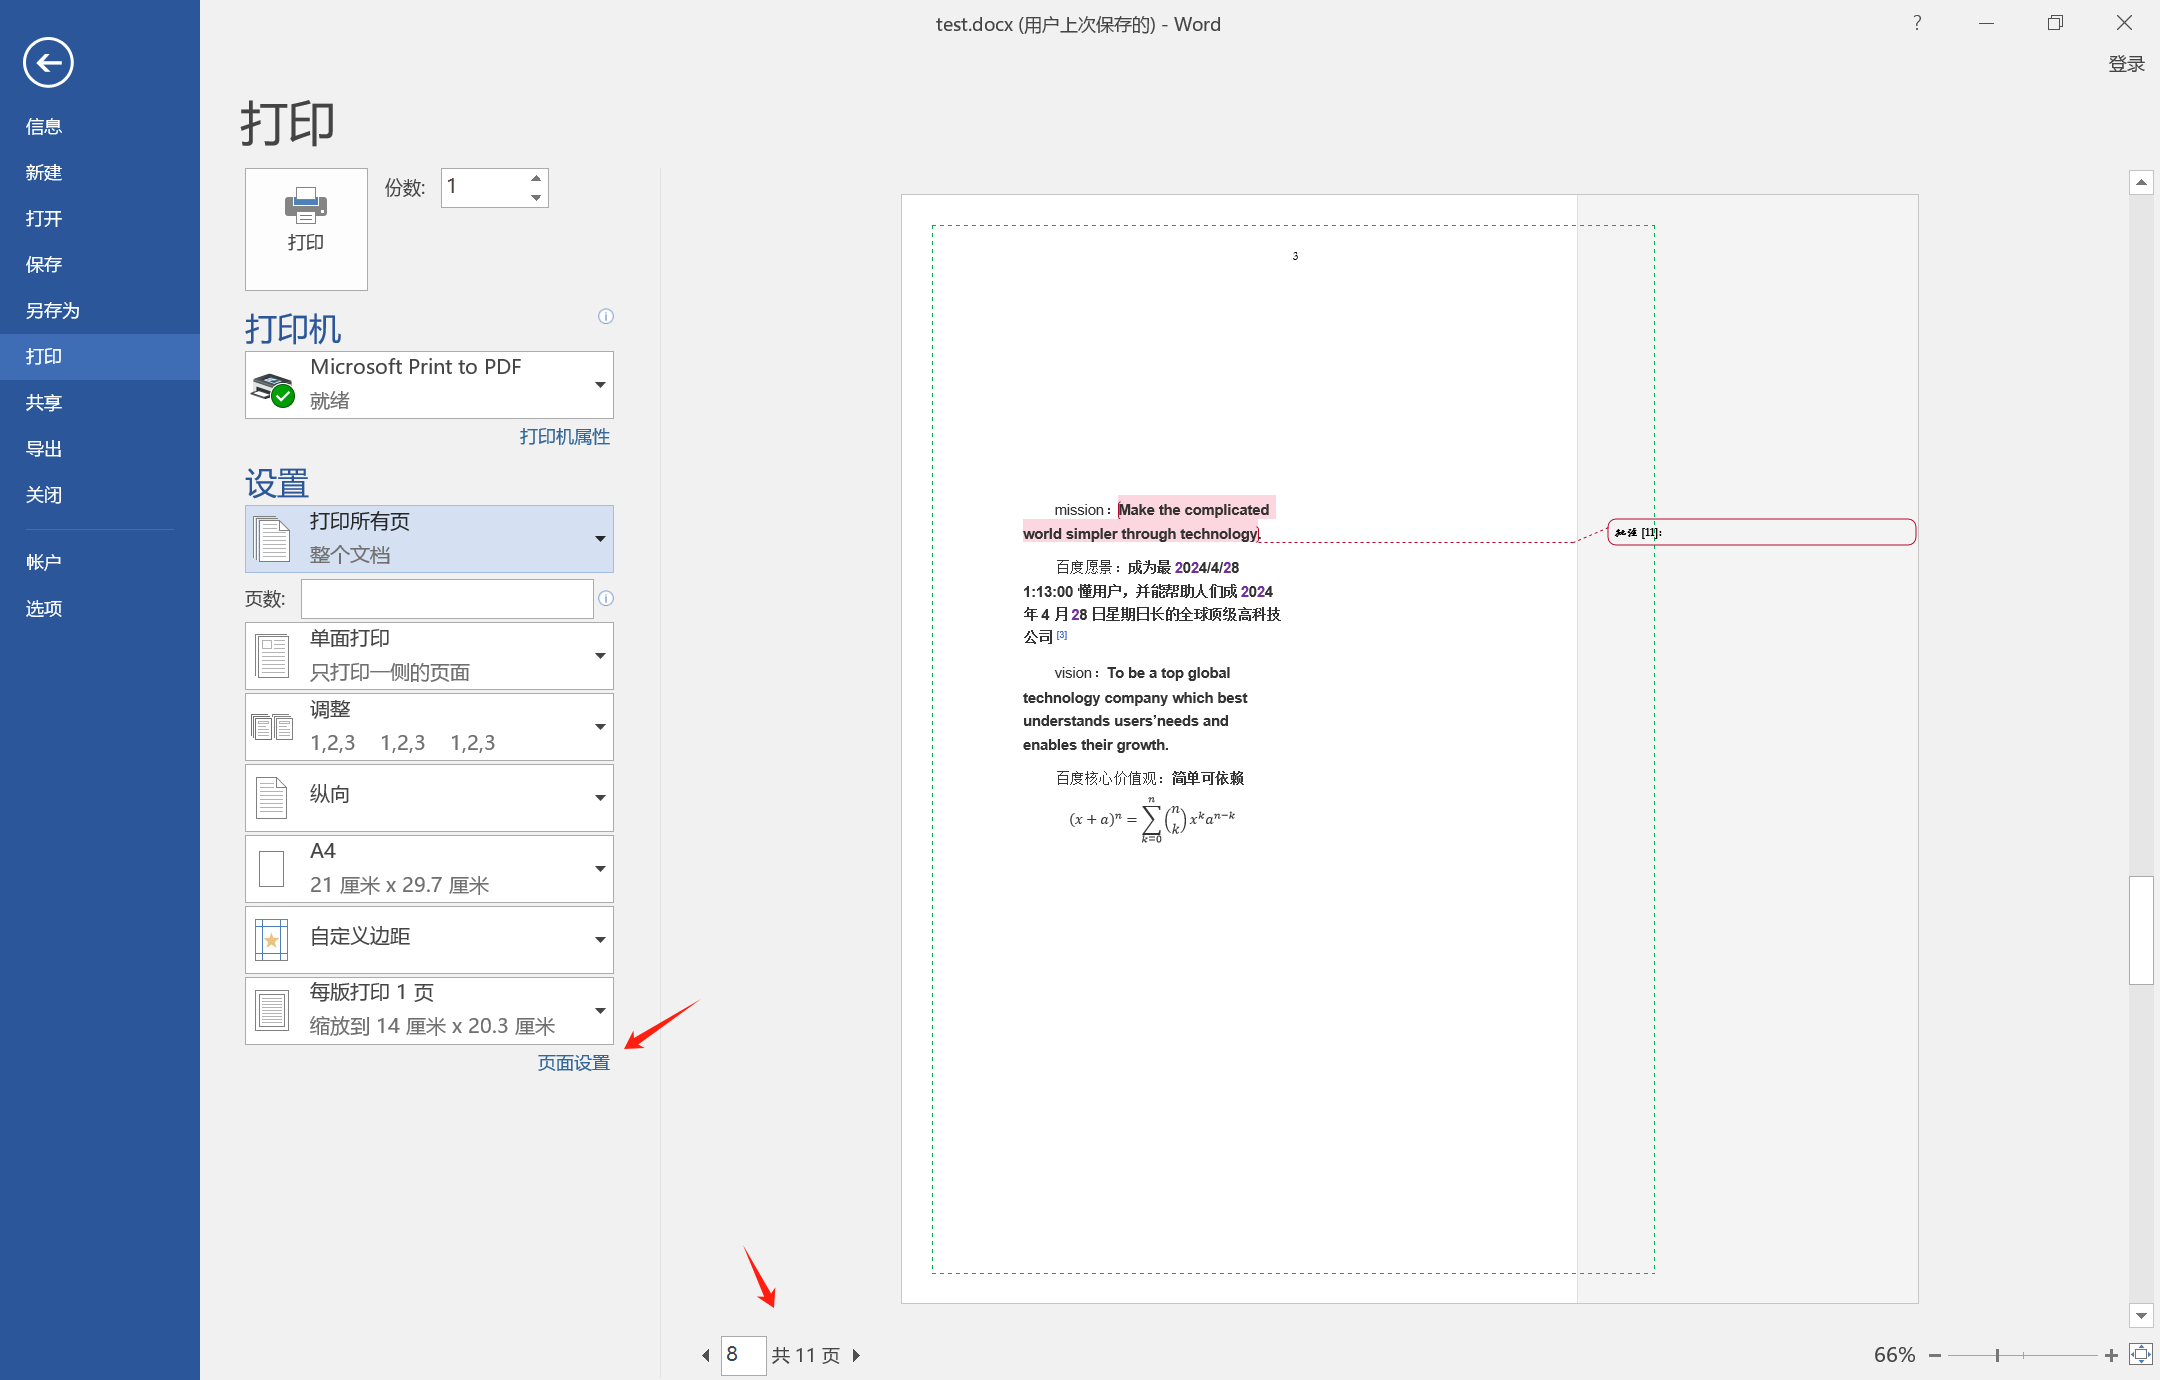 test.docx (用户上次保存的) - Word
?
登录
信息
新建
打开
保存
另存为
打印
共享
导出
关闭
帐户
选项
打印
打印
份数: 1
打印机
Microsoft Print to PDF
就绪
打印机属性
设置
打印所有页
整个文档
页数:
单面打印
只打印一侧的页面
调整
1,2,3 1,2,3 1,2,3
纵向
A4
21 厘米 x 29.7 厘米
自定义边距
每版打印 1 页
缩放到 14 厘米 x 20.3 厘米
页面设置
3
mission：Make the complicated
world simpler through technology.
批注 [11]:
百度愿景：成为最 2024/4/28
1:13:00 懂用户，并能帮助人们成 2024
年 4 月 28 日星期日长的全球顶级高科技
公司 [3]
vision：To be a top global
technology company which best
understands users’needs and
enables their growth.
百度核心价值观：简单可依赖
(x + a)ⁿ = ∑ₖ₌₀ⁿ (n k) xᵏaⁿ⁻ᵏ
8 共 11 页
66%